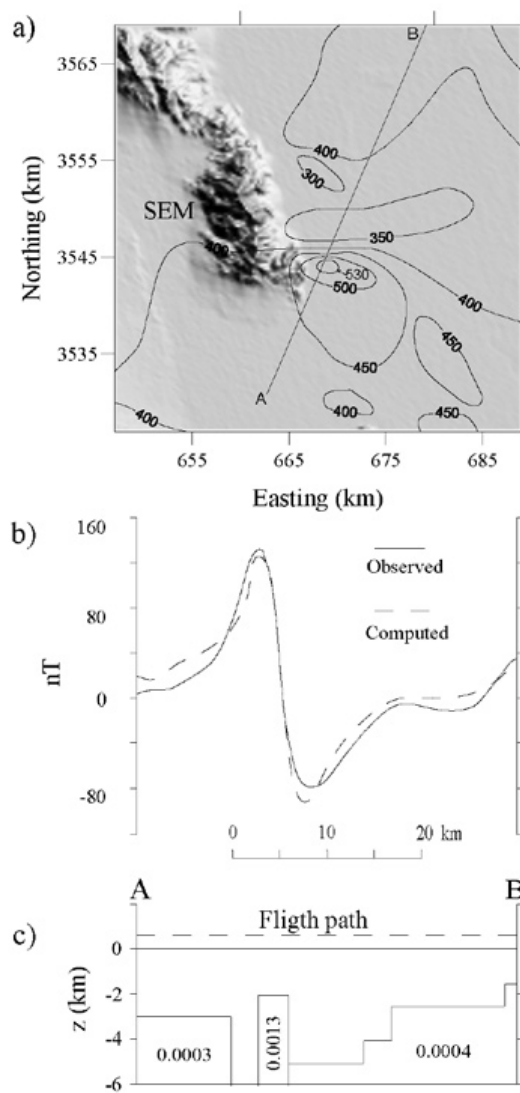 a)
B
3565
400
3555
300
SEM
350
Northing (km)
400
3545
530
500
400
3535
450
450
A
400
400
450
655 665 675 685
Easting (km)
b)
160
Observed
80
Computed
nT
0
-80
0 10 20 km
A B
Fligth path
c)
0
z (km)
-2
0.0013
-4
0.0003 0.0004
-6